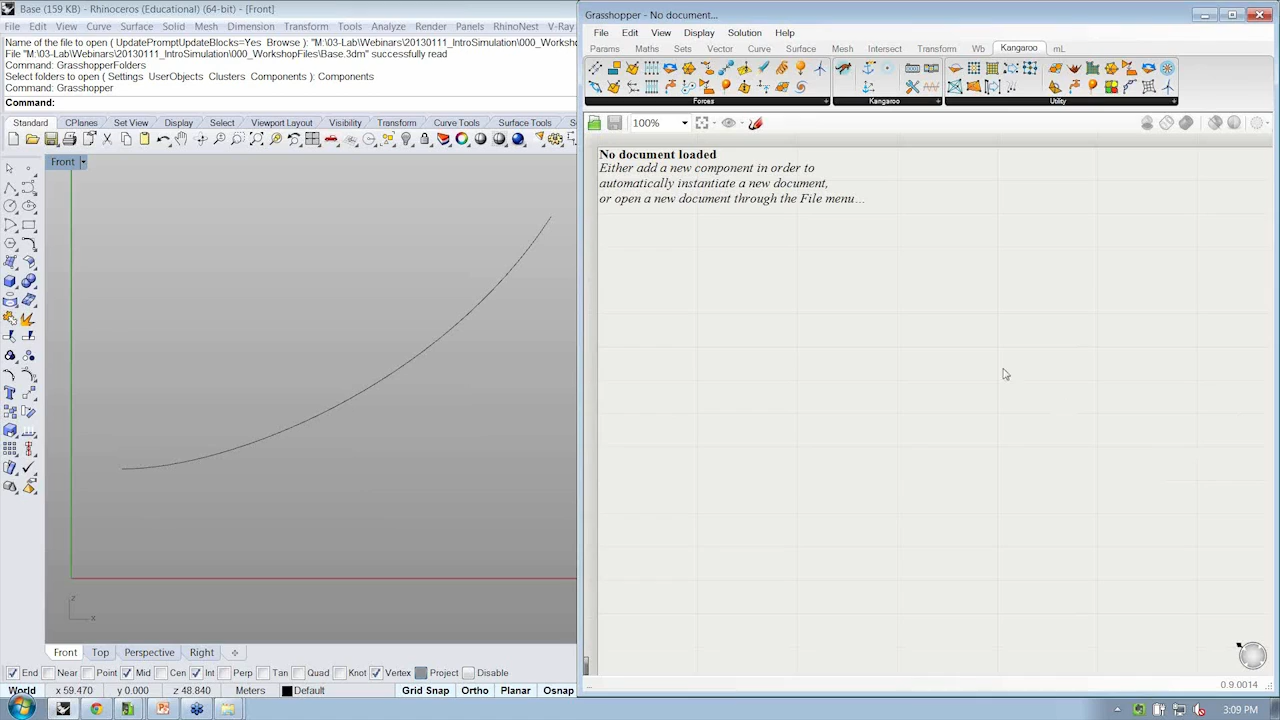 Base (159 KB) - Rhinoceros (Educational) (64-bit) - [Front]
File Edit View Curve Surface Solid Mesh Dimension Transform Tools Analyze Render Panels RhinoNest V-Ray
Name of the file to open ( UpdatePromptUpdateBlocks=Yes Browse ): "M:\03-Lab\Webinars\20130111_IntroSimulation\000_Worksho
File "M:\03-Lab\Webinars\20130111_IntroSimulation\000_WorkshopFiles\Base.3dm" successfully read
Command: GrasshopperFolders
Select folders to open ( Settings UserObjects Clusters Components ): Components
Command: Grasshopper
Command:
Standard CPlanes Set View Display Select Viewport Layout Visibility Transform Curve Tools Surface Tools
Front
z
x
Front Top Perspective Right
End Near Point Mid Cen Int Perp Tan Quad Knot Vertex Project Disable
World x 59.470 y 0.000 z 48.840 Meters Default Grid Snap Ortho Planar Osnap
Grasshopper - No document...
File Edit View Display Solution Help
Params Maths Sets Vector Curve Surface Mesh Intersect Transform Wb Kangaroo mL
Forces Kangaroo Utility
100%
No document loaded
Either add a new component in order to
automatically instantiate a new document,
or open a new document through the File menu...
...
0.9.0014
3:09 PM